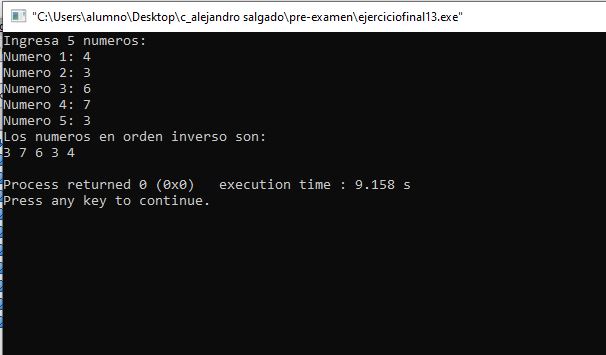 "C:\Users\alumno\Desktop\c_alejandro salgado\pre-examen\ejerciciofinal13.exe"
Ingresa 5 numeros:
Numero 1: 4
Numero 2: 3
Numero 3: 6
Numero 4: 7
Numero 5: 3
Los numeros en orden inverso son:
3 7 6 3 4
Process returned 0 (0x0)   execution time : 9.158 s
Press any key to continue.